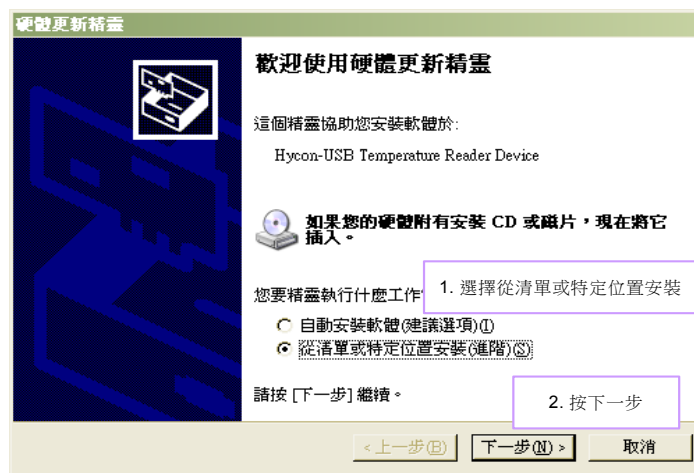 硬體更新精靈
歡迎使用硬體更新精靈
這個精靈協助您安裝軟體於:
Hycon-USB Temperature Reader Device
如果您的硬體附有安裝 CD 或磁片，現在將它
插入。
您要精靈執行什麼工作
1. 選擇從清單或特定位置安裝
自動安裝軟體(建議選項)(I)
從清單或特定位置安裝(進階)(S)
請按 [下一步] 繼續。
2. 按下一步
< 上一步(B)
下一步(N) >
取消